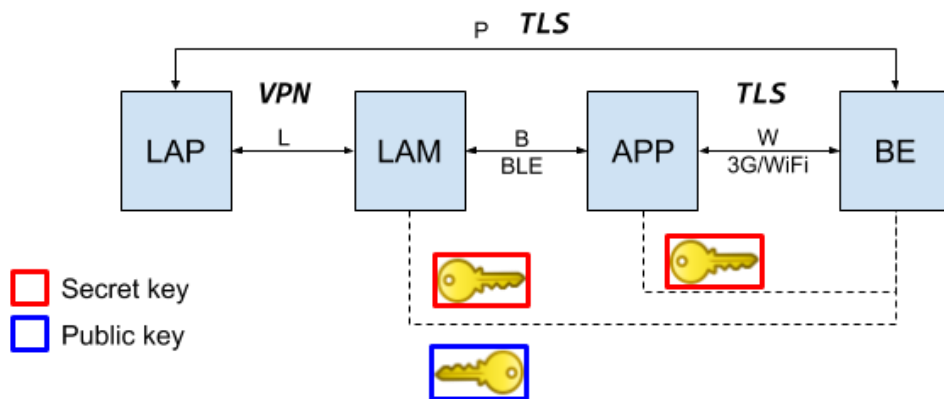 P TLS
VPN
TLS
LAP
L
LAM
B
BLE
APP
W
3G/WiFi
BE
Secret key
Public key